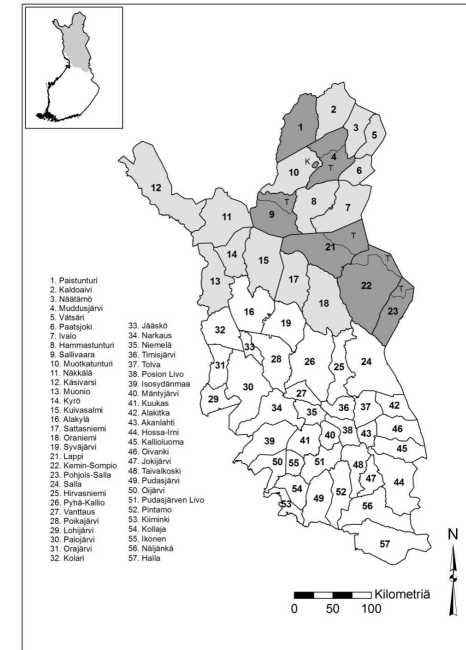 2
1
3
5
4
K
T
10
6
12
8
7
T
9
11
T
21
14
15
T
13
17
22
T
18
23
16
19
32
33
28
26
25
24
31
30
29
27
34
35
36
37
42
39
41
40
38
43
46
45
50
55
51
48
47
44
54
53
49
52
56
57
1. Paistunturi
2. Kaldoaivi
3. Näätämö
4. Muddusjärvi
5. Vätsäri
6. Paatsjoki
7. Ivalo
8. Hammastunturi
9. Sallivaara
10. Muotkatunturi
11. Näkkälä
12. Käsivarsi
13. Muonio
14. Kyrö
15. Kuivasalmi
16. Alakylä
17. Sattasniemi
18. Oraniemi
19. Syväjärvi
21. Lappi
22. Kemin-Sompio
23. Pohjois-Salla
24. Salla
25. Hirvasniemi
26. Pyhä-Kallio
27. Vanttaus
28. Poikajärvi
29. Lohijärvi
30. Palojärvi
31. Orajärvi
32. Kolari
33. Jääskö
34. Narkaus
35. Niemelä
36. Timisjärvi
37. Tolva
38. Posion Livo
39. Isosydänmaa
40. Mäntyjärvi
41. Kuukas
42. Alakitka
43. Akanlahti
44. Hossa-Irni
45. Kallioluoma
46. Oivanki
47. Jokijärvi
48. Taivalkoski
49. Pudasjärvi
50. Oijärvi
51. Pudasjärven Livo
52. Pintamo
53. Kiiminki
54. Kollaja
55. Ikonen
56. Näljänkä
57. Halla
N
Kilometriä
0 50 100